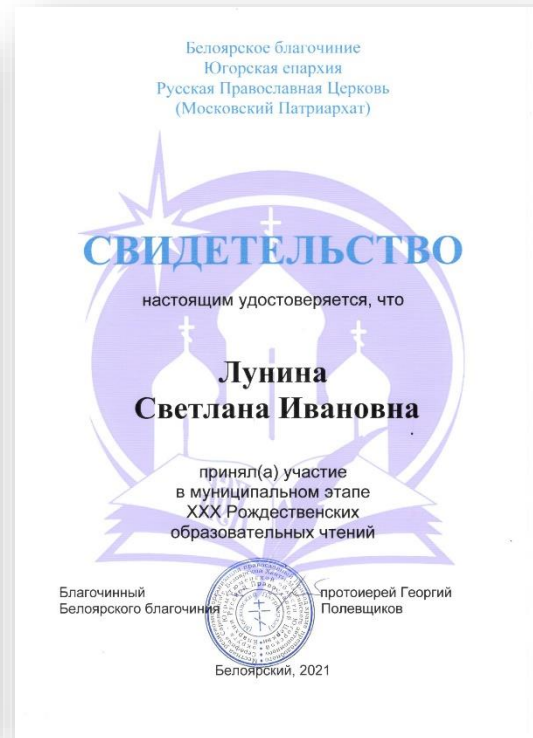 Белоярское благочиние
Югорская епархия
Русская Православная Церковь
(Московский Патриархат)
СВИДЕТЕЛЬСТВО
настоящим удостоверяется, что
Лунина
Светлана Ивановна
принял(а) участие
в муниципальном этапе
XXX Рождественских
образовательных чтений
Благочинный
Белоярского благочиния
протоиерей Георгий
Полевщиков
Белоярский, 2021